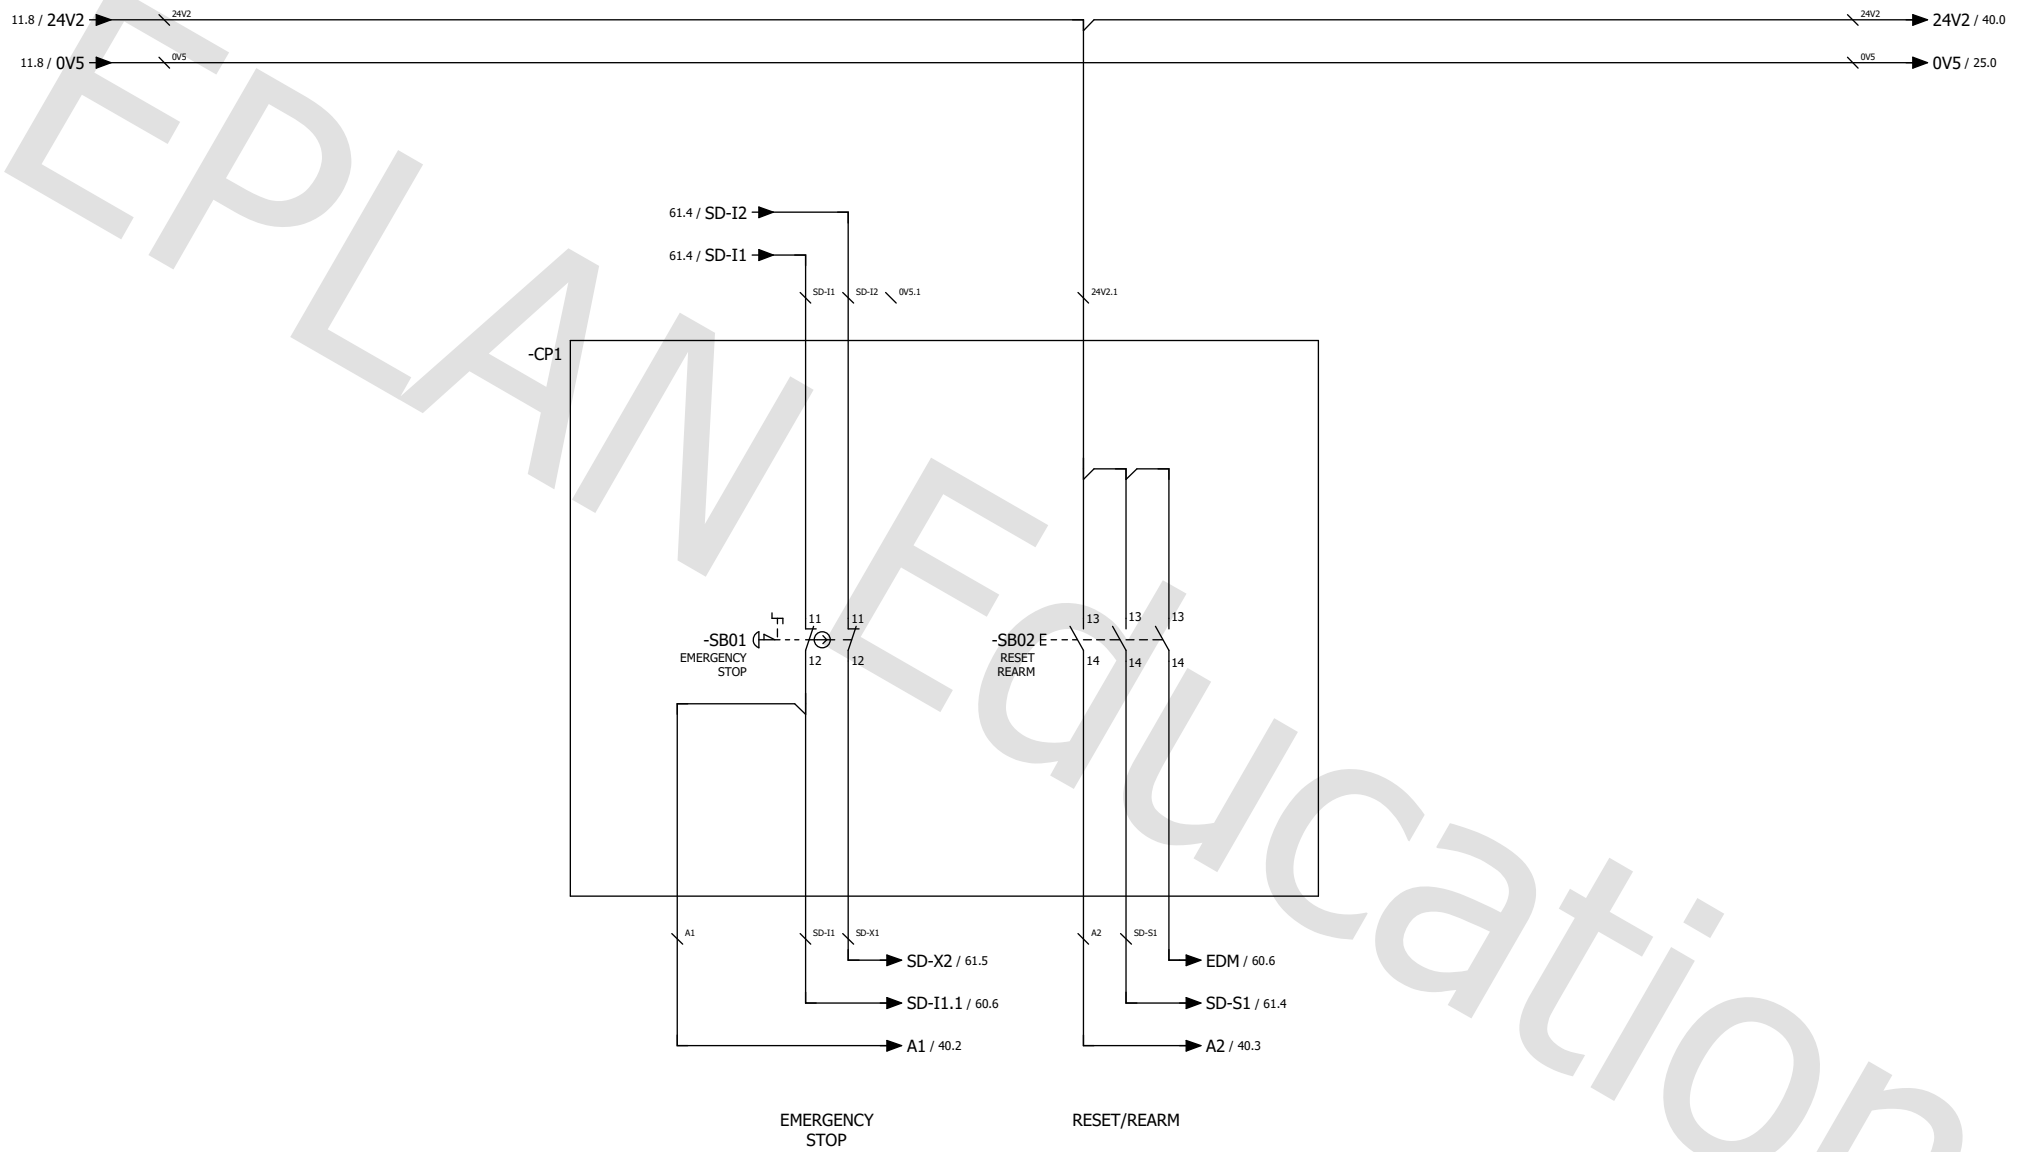 11.8 / 24V2
24V2
24V2
24V2 / 40.0
11.8 / 0V5
0V5
0V5
0V5 / 25.0
61.4 / SD-I2
61.4 / SD-I1
SD-I1
SD-I2
0V5.1
24V2.1
-CP1
11
11
13
13
13
-SB01
-SB02
EMERGENCY
STOP
12
12
RESET
REARM
14
14
14
A1
SD-I1
SD-X1
A2
SD-S1
SD-X2 / 61.5
EDM / 60.6
SD-I1.1 / 60.6
SD-S1 / 61.4
A1 / 40.2
A2 / 40.3
EMERGENCY
STOP
RESET/REARM
EPLAN Education